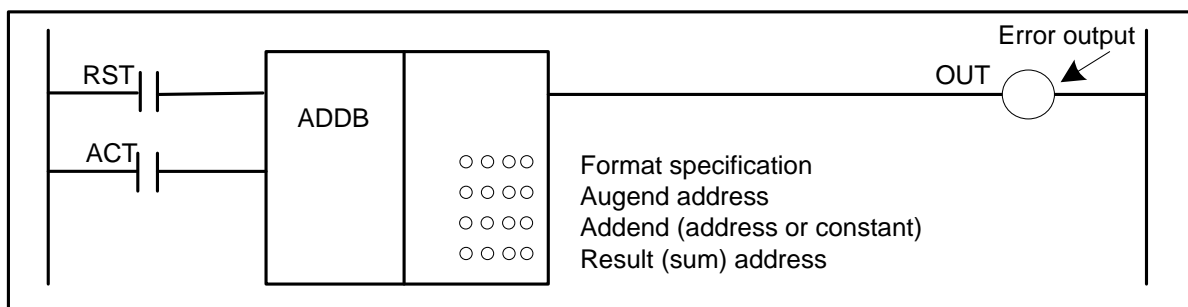 Error output
RST
OUT
ADDB
ACT
○○○○ Format specification
○○○○ Augend address
○○○○ Addend (address or constant)
○○○○ Result (sum) address